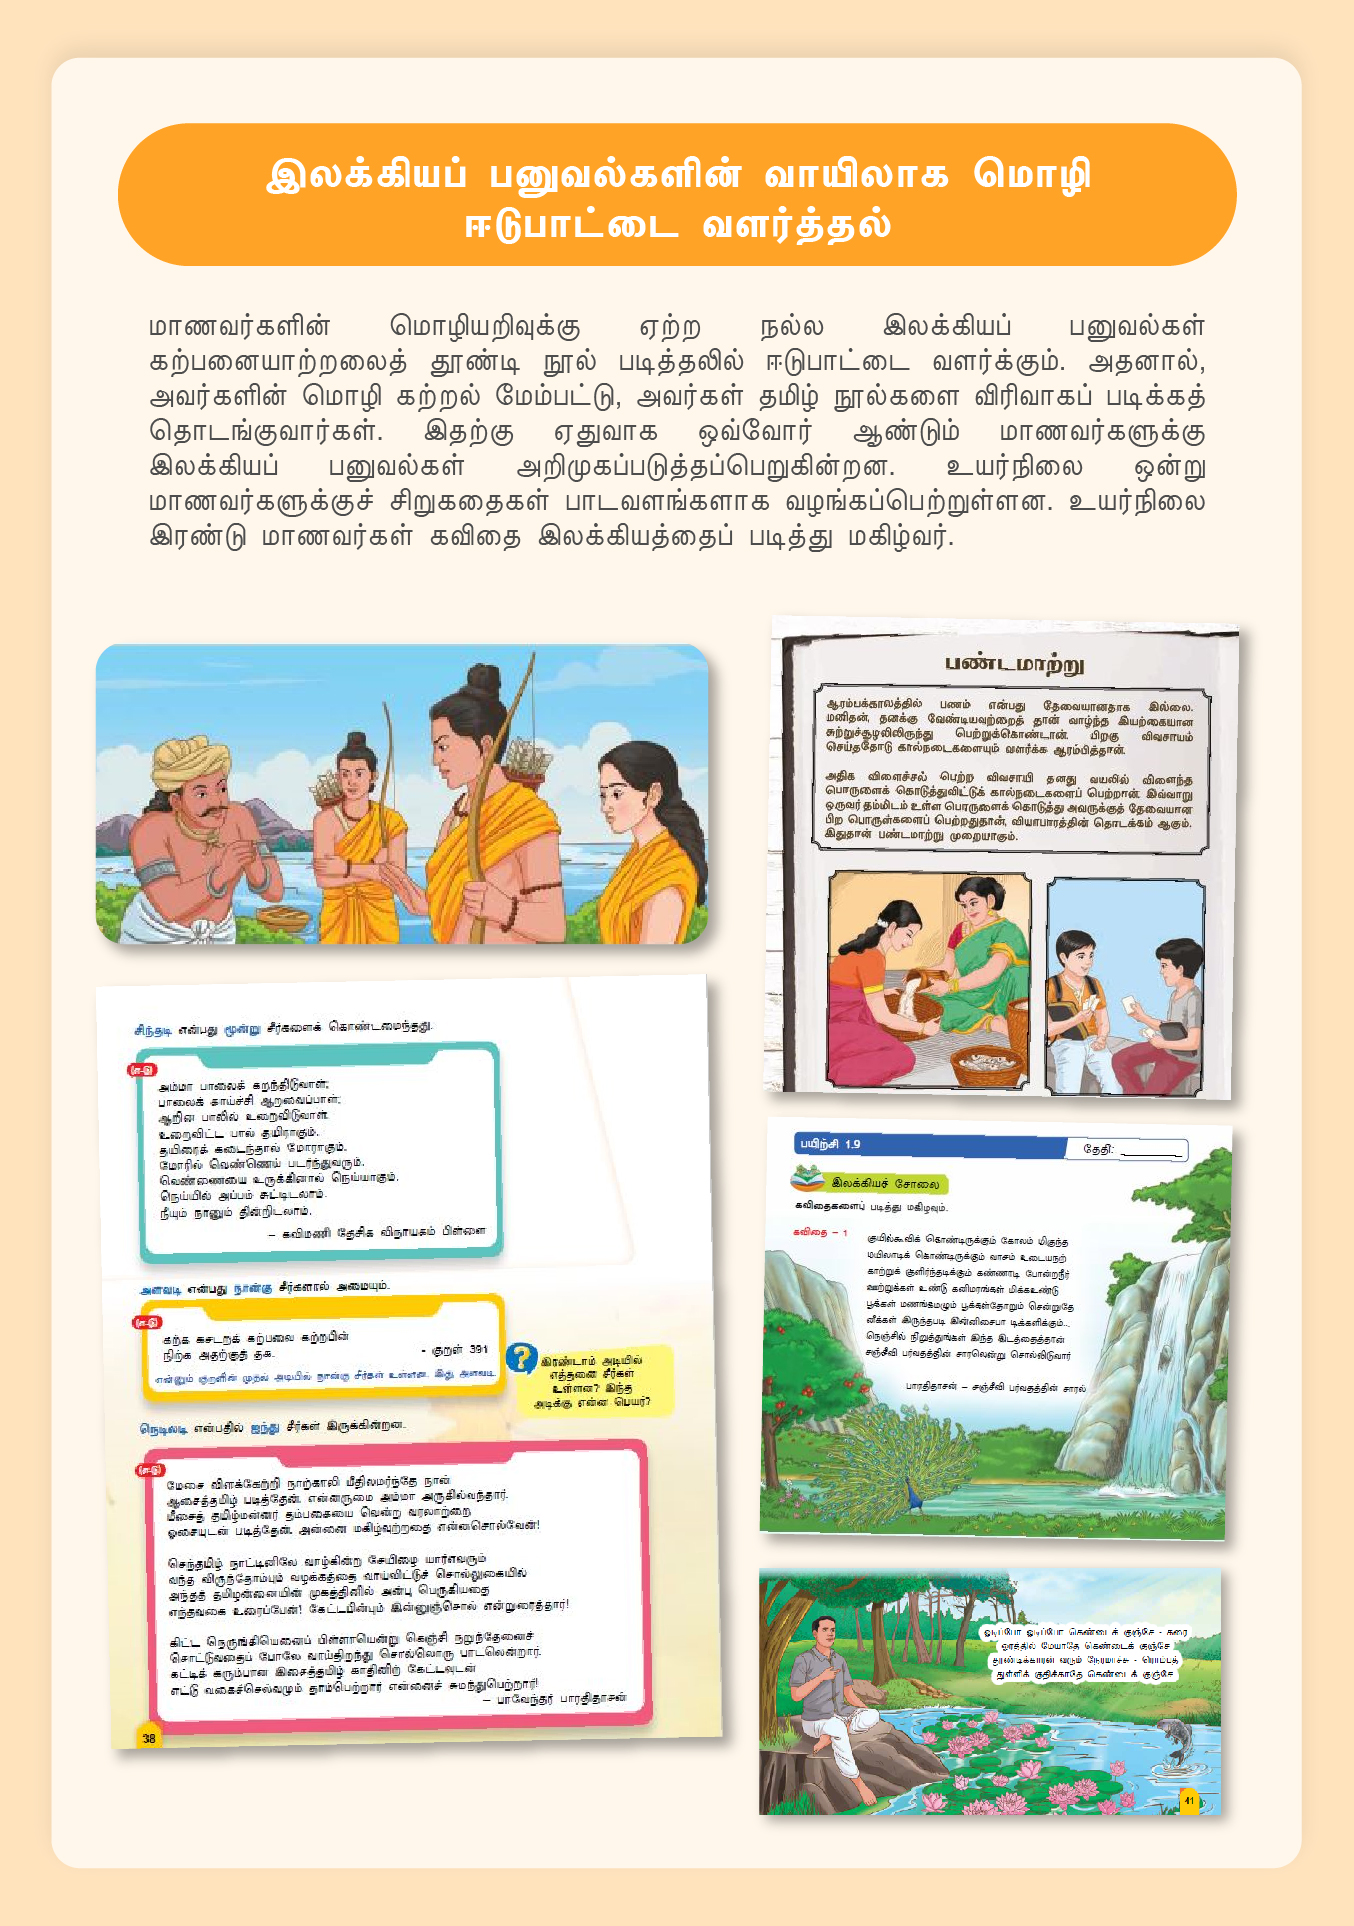 இலக்கியப் பனுவல்களின் வாயிலாக மொழி
ஈடுபாட்டை வளர்த்தல்
மாணவர்களின் மொழியறிவுக்கு ஏற்ற நல்ல இலக்கியப் பனுவல்கள்
கற்பனையாற்றலைத் தூண்டி நூல் படித்தலில் ஈடுபாட்டை வளர்க்கும். அதனால்,
அவர்களின் மொழி கற்றல் மேம்பட்டு, அவர்கள் தமிழ் நூல்களை விரிவாகப் படிக்கத்
தொடங்குவார்கள். இதற்கு ஏதுவாக ஒவ்வோர் ஆண்டும் மாணவர்களுக்கு
இலக்கியப் பனுவல்கள் அறிமுகப்படுத்தப்பெறுகின்றன. உயர்நிலை ஒன்று
மாணவர்களுக்குச் சிறுகதைகள் பாடவளங்களாக வழங்கப்பெற்றுள்ளன. உயர்நிலை
இரண்டு மாணவர்கள் கவிதை இலக்கியத்தைப் படித்து மகிழ்வர்.
பண்டமாற்று
ஆரம்பக்காலத்தில் பணம் என்பது தேவையானதாக இல்லை.
மனிதன், தனக்கு வேண்டியவற்றைத் தான் வாழ்ந்த இயற்கையான
சுற்றுச்சூழலிலிருந்து பெற்றுக்கொண்டான். பிறகு விவசாயம்
செய்ததோடு கால்நடைகளையும் வளர்க்க ஆரம்பித்தான்.
அதிக விளைச்சல் பெற்ற விவசாயி தனது வயலில் விளைந்த
பொருளைக் கொடுத்துவிட்டுக் கால்நடைகளைப் பெற்றான். இவ்வாறு
ஒருவர் தம்மிடம் உள்ள பொருளைக் கொடுத்து அவருக்குத் தேவையான
பிற பொருள்களைப் பெற்றதுதான், வியாபாரத்தின் தொடக்கம் ஆகும்.
இதுதான் பண்டமாற்று முறையாகும்.
சிந்தடி என்பது மூன்று சீர்களைக் கொண்டமைந்தது.
(எ-டு)
அம்மா பாலைக் கறந்திடுவாள்;
பாலைக் காய்ச்சி ஆறவைப்பாள்;
ஆறின பாலில் உறைவிடுவாள்.
உறைவிட்ட பால் தயிராகும்.
தயிரைக் கடைந்தால் மோராகும்.
மோரில் வெண்ணெய் படர்ந்துவரும்.
வெண்ணையை உருக்கினால் நெய்யாகும்.
நெய்யில் அப்பம் சுட்டிடலாம்.
நீயும் நானும் தின்றிடலாம்.
– கவிமணி தேசிக விநாயகம் பிள்ளை
அளவடி என்பது நான்கு சீர்களால் அமையும்.
(எ-டு)
கற்க கசடறக் கற்பவை கற்றபின்
நிற்க அதற்குத் தக.
- குறள் 391
என்னும் குறளின் முதல் அடியில் நான்கு சீர்கள் உள்ளன. இது அளவடி.
இரண்டாம் அடியில்
எத்தனை சீர்கள்
உள்ளன? இந்த
அடிக்கு என்ன பெயர்?
நெடிலடி என்பதில் ஐந்து சீர்கள் இருக்கின்றன.
(எ-டு)
மேசை விளக்கேற்றி நாற்காலி மீதிலமர்ந்தே நான்
ஆசைத்தமிழ் படித்தேன். என்னருமை அம்மா அருகில்வந்தார்.
மீசைத் தமிழ்மன்னர் தம்பகையை வென்ற வரலாற்றை
ஓசையுடன் படித்தேன். அன்னை மகிழ்வுற்றதை என்னசொல்வேன்!
செந்தமிழ் நாட்டினிலே வாழ்கின்ற சேயிழை யார்எவரும்
வந்த விருந்தோம்பும் வழக்கத்தை வாய்விட்டுச் சொல்லுகையில்
அந்தத் தமிழன்னையின் முகத்தினில் அன்பு பெருகியதை
எந்தவகை உரைப்பேன்! கேட்டபின்பும் இன்னுஞ்சொல் என்றுரைத்தார்!
கிட்ட நெருங்கியெனைப் பிள்ளாயென்று கெஞ்சி நறுந்தேனைச்
சொட்டுவதைப் போலே வாய்திறந்து சொல்லொரு பாடலென்றார்.
கட்டிக் கரும்பான இசைத்தமிழ் காதினிற் கேட்டவுடன்
எட்டு வகைச்செல்வமும் தாம்பெற்றார் என்னைச் சுமந்துபெற்றார்!
– பாவேந்தர் பாரதிதாசன்
38
பயிற்சி 1.9
தேதி:
இலக்கியச் சோலை
கவிதைகளைப் படித்து மகிழவும்.
கவிதை – 1
குயில்கூவிக் கொண்டிருக்கும் கோலம் மிகுந்த
மயிலாடிக் கொண்டிருக்கும் வாசம் உடையநற்
காற்றுக் குளிர்ந்தடிக்கும் கண்ணாடி போன்றநீர்
ஊற்றுக்கள் உண்டு கனிமரங்கள் மிக்கஉண்டு
பூக்கள் மணங்கமழும் பூக்கள்தோறும் சென்றுதே
னீக்கள் இருந்தபடி இன்னிசைபா டிக்களிக்கும்...
நெஞ்சில் நிறுத்துங்கள் இந்த இடத்தைத்தான்
சஞ்சீவி பர்வதத்தின் சாரலென்று சொல்லிடுவார்
பாரதிதாசன் – சஞ்சீவி பர்வதத்தின் சாரல்
ஓடிப்போ ஓடிப்போ கெண்டைக் குஞ்சே - கரை
ஓரத்தில் மேயாதே கெண்டைக் குஞ்சே
தூண்டிக்காரன் வரும் நேரமாச்சு - ரொம்பத்
துள்ளிக் குதிக்காதே கெண்டைக் குஞ்சே
41